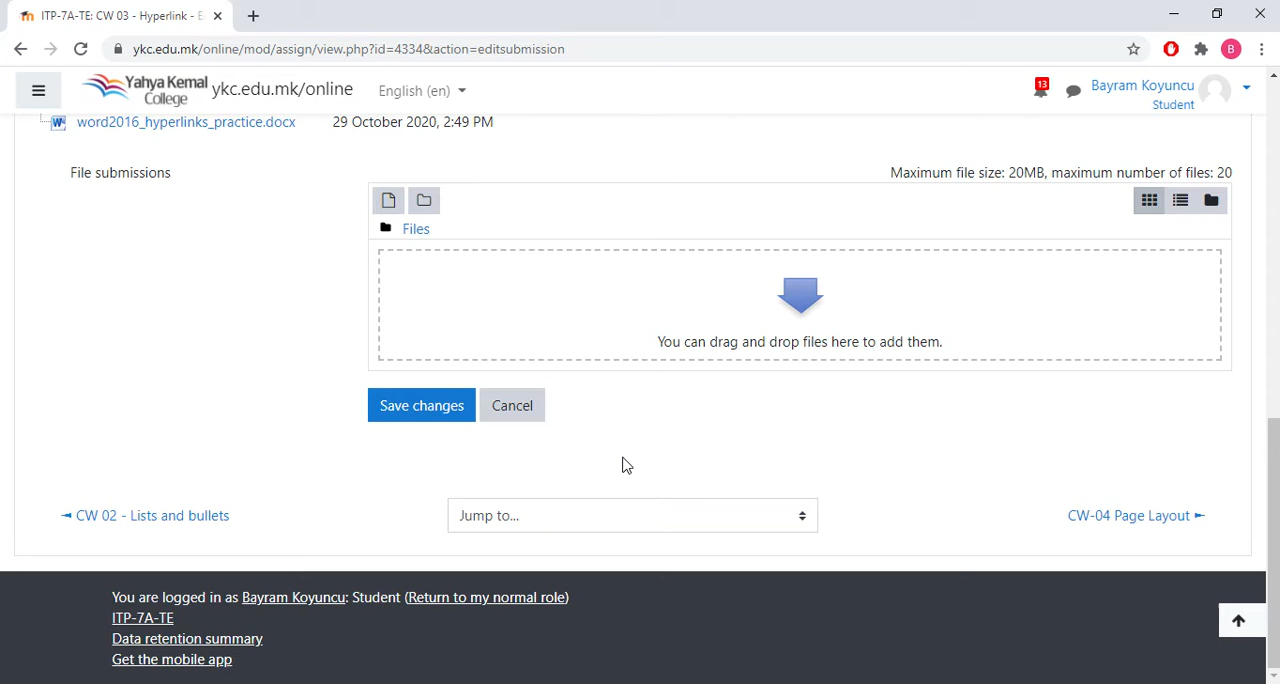 ITP-7A-TE: CW 03 - Hyperlink - E
ykc.edu.mk/online/mod/assign/view.php?id=4334&action=editsubmission
B
Yahya Kemal College
ykc.edu.mk/online
English (en)
13
Bayram Koyuncu
Student
word2016_hyperlinks_practice.docx 29 October 2020, 2:49 PM
File submissions
Maximum file size: 20MB, maximum number of files: 20
Files
You can drag and drop files here to add them.
Save changes Cancel
◄ CW 02 - Lists and bullets
Jump to...
CW-04 Page Layout ►
You are logged in as Bayram Koyuncu: Student (Return to my normal role)
ITP-7A-TE
Data retention summary
Get the mobile app